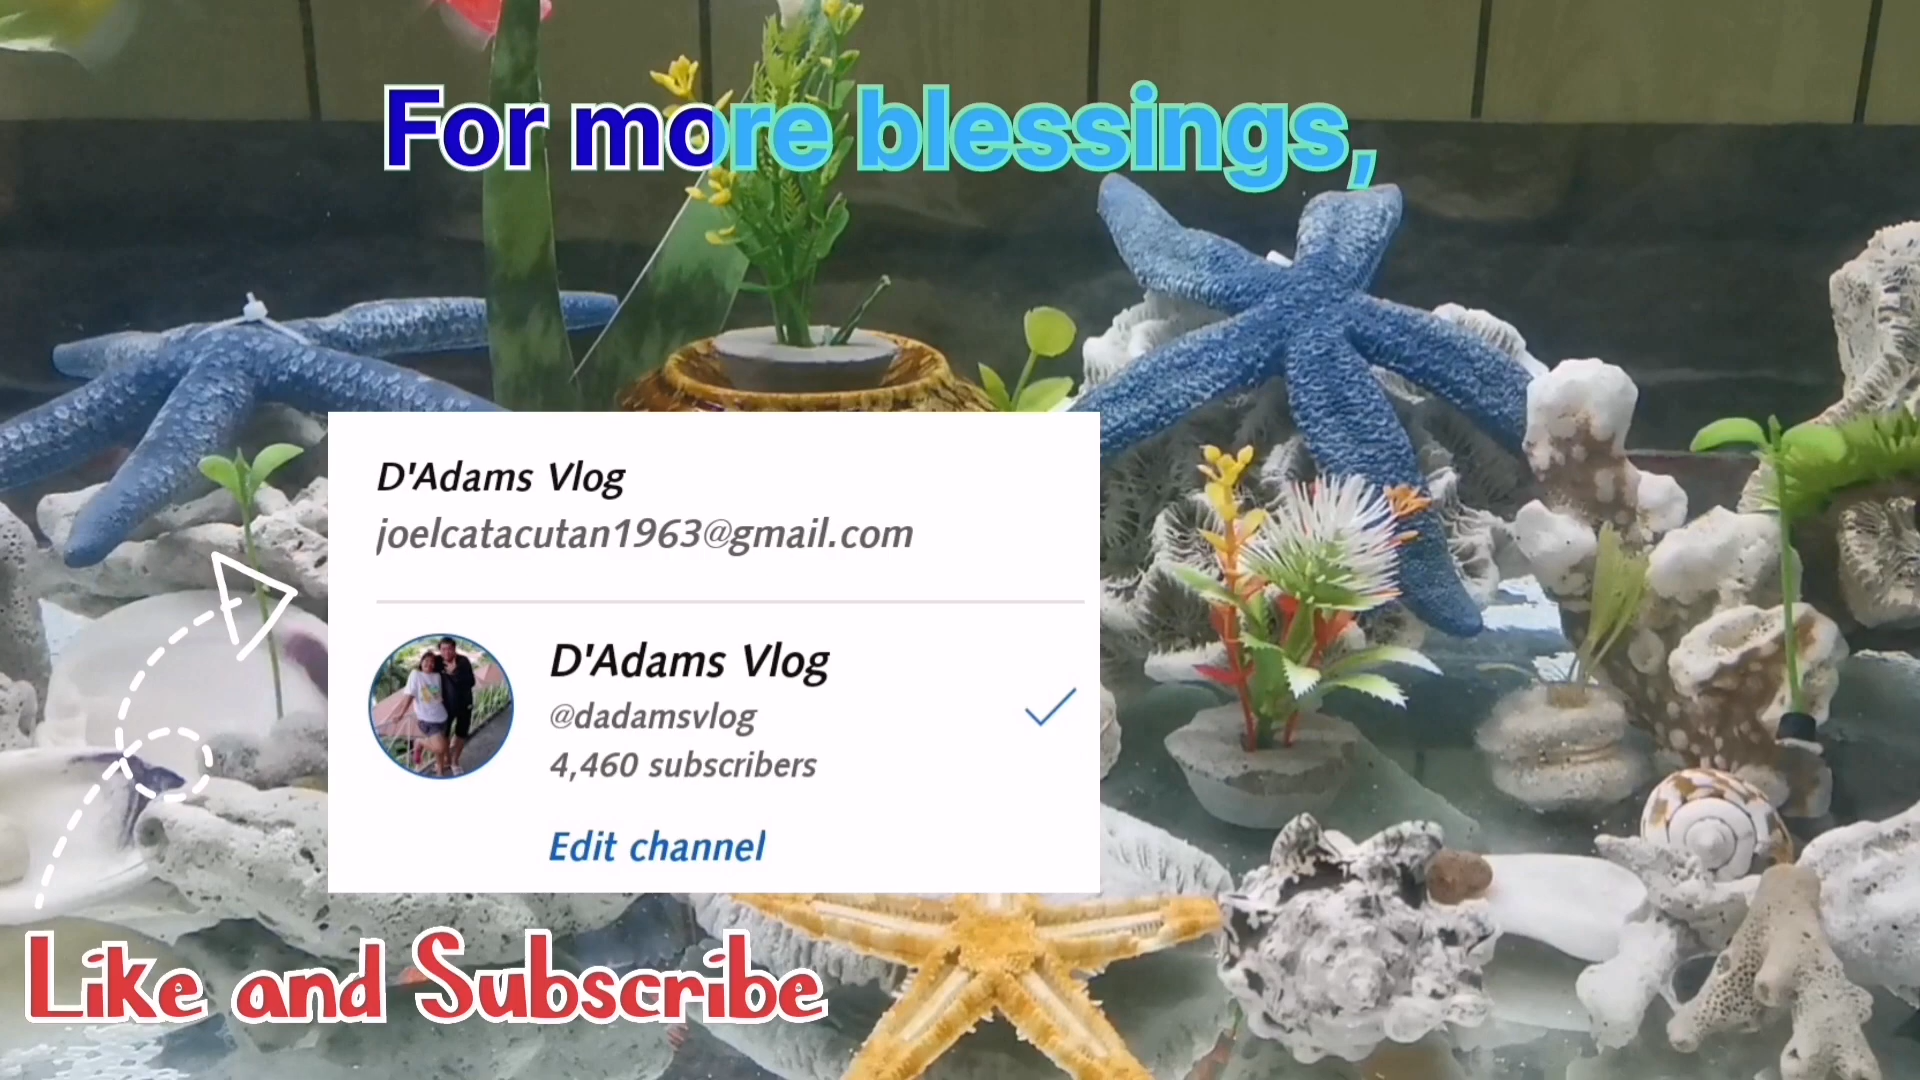 For more blessings,
D'Adams Vlog
joelcatacutan1963@gmail.com
D'Adams Vlog
@dadamsvlog
4,460 subscribers
Edit channel
Like and Subscribe